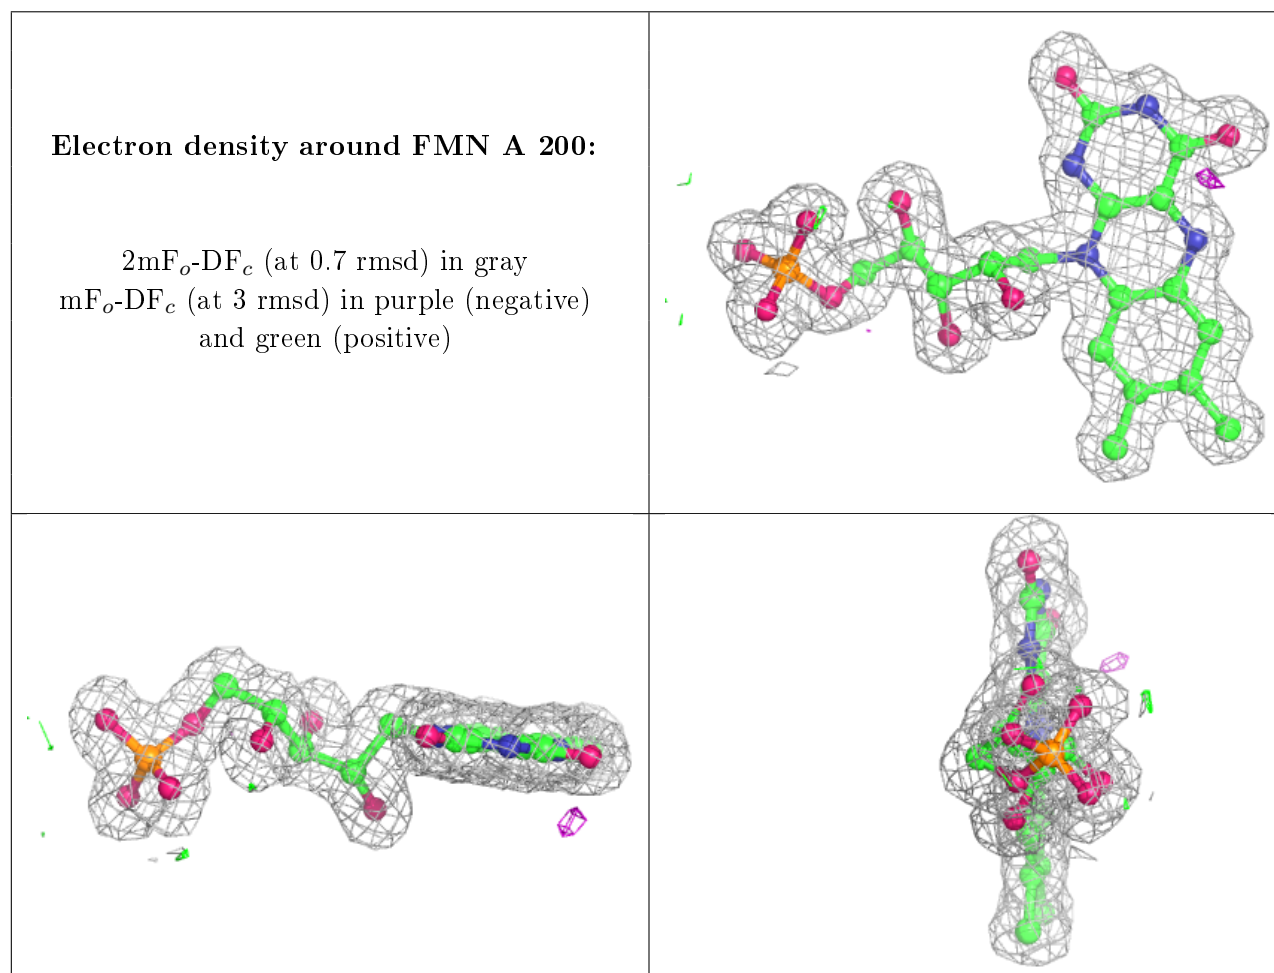 Electron density around FMN A 200:
2mFo-DFc (at 0.7 rmsd) in gray
mFo-DFc (at 3 rmsd) in purple (negative)
and green (positive)